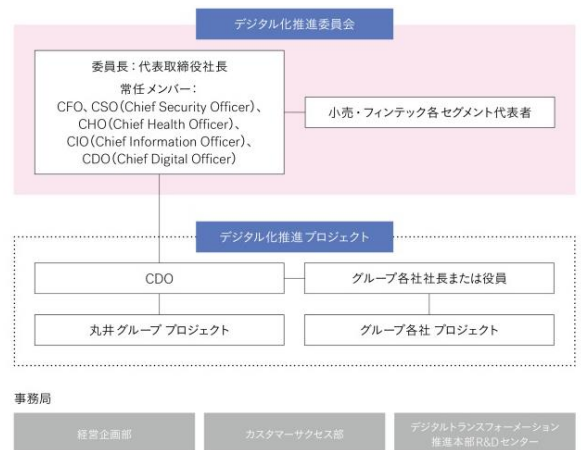 デジタル化推進委員会
委員長：代表取締役社長
常任メンバー：
CFO、CSO（Chief Security Officer）、
CHO（Chief Health Officer）、
CIO（Chief Information Officer）、
CDO（Chief Digital Officer）
小売・フィンテック各セグメント代表者
デジタル化推進プロジェクト
CDO
グループ各社社長または役員
丸井グループ プロジェクト
グループ各社 プロジェクト
事務局
経営企画部
カスタマーサクセス部
デジタルトランスフォーメーション
推進本部R&Dセンター